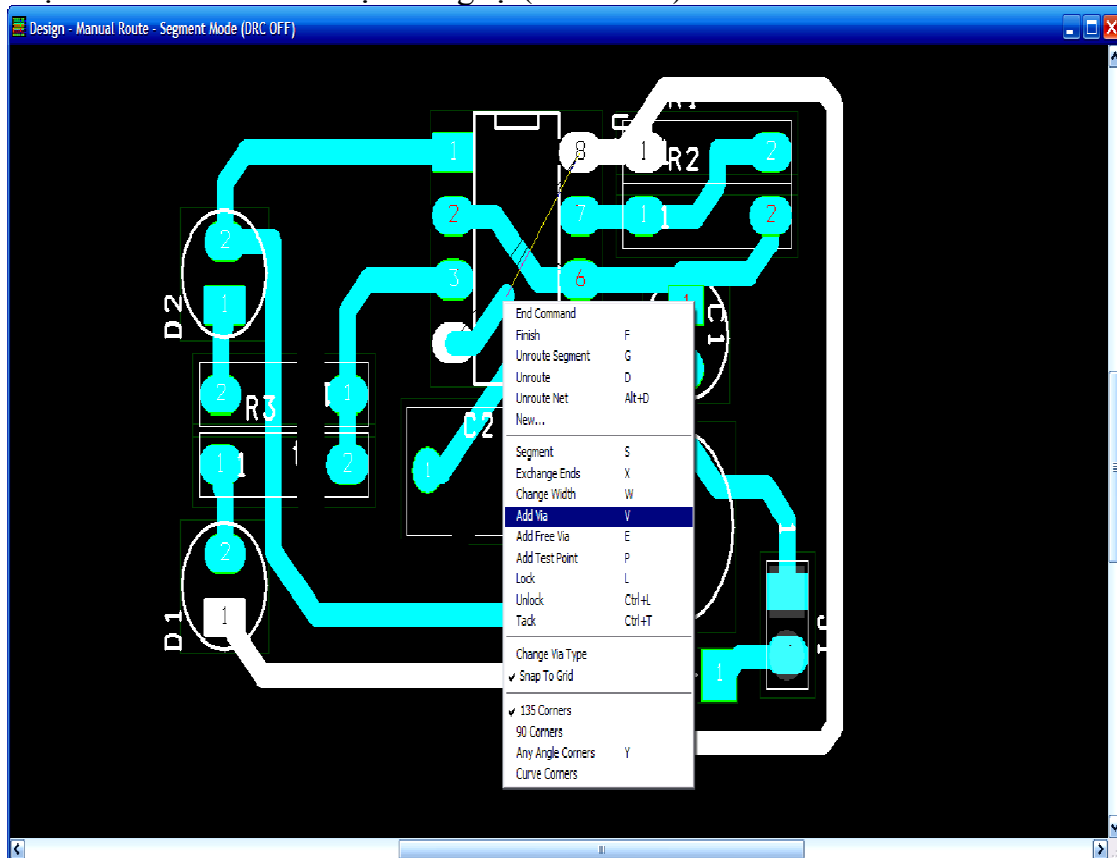 Design - Manual Route - Segment Mode (DRC OFF)
1
8
1
R2
2
2
7
1
2
2
3
6
1
C1
D2
1
2
R3
1
C2
1
1
2
2
D1
1
1
End Command
Finish F
Unroute Segment G
Unroute D
Unroute Net Alt+D
New...
Segment S
Exchange Ends X
Change Width W
Add Via V
Add Free Via E
Add Test Point P
Lock L
Unlock Ctrl+L
Tack Ctrl+T
Change Via Type
Snap To Grid
135 Corners
90 Corners
Any Angle Corners Y
Curve Corners